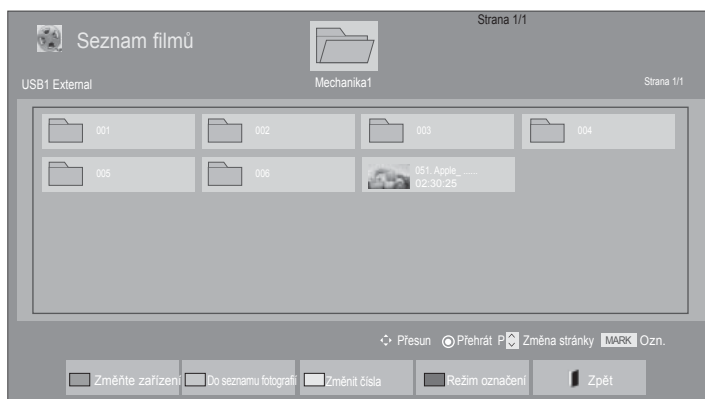 Strana 1/1
Seznam filmů
USB1 External
Mechanika1
Strana 1/1
001
002
003
004
005
006
051. Apple_ ......
02:30:25
Přesun Přehrát P Změna stránky MARK Ozn.
Změňte zařízení Do seznamu fotografií Změnit čísla Režim označení Zpět